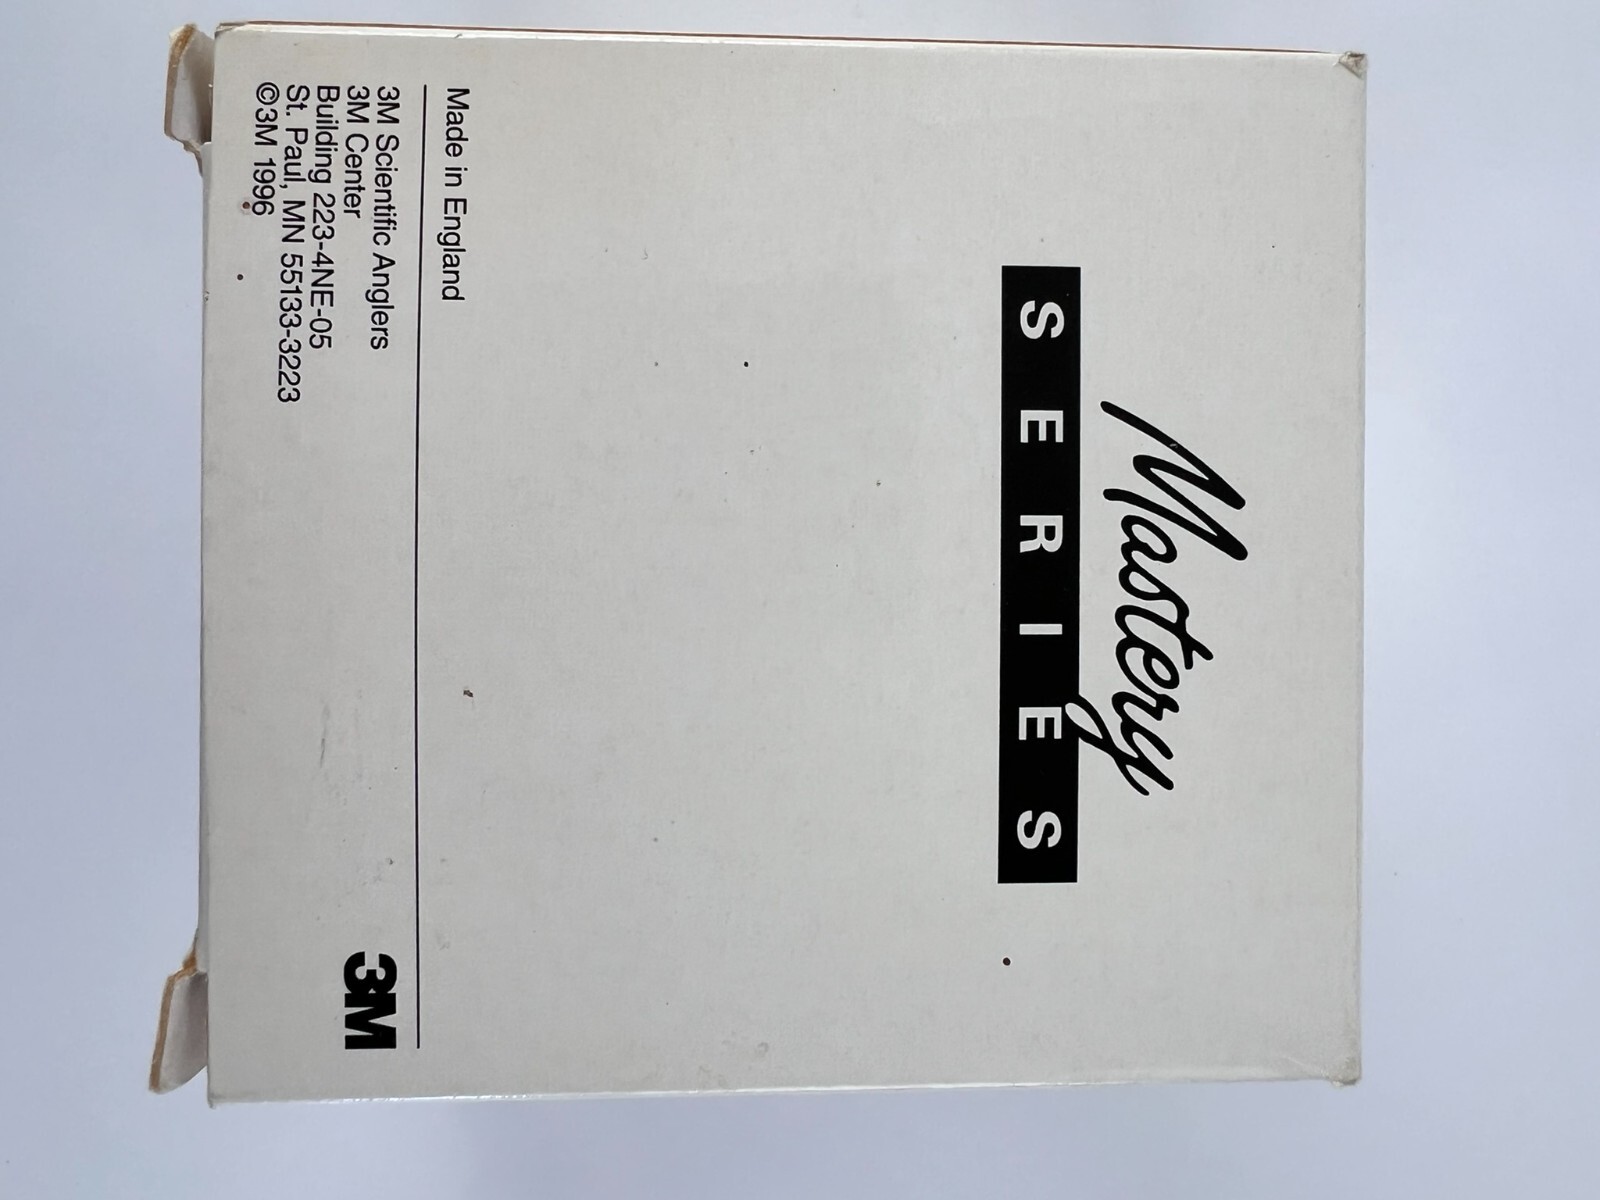 Mastery
SERIES
Made in England
3M Scientific Anglers
3M Center
Building 223-4NE-05
St. Paul, MN 55133-3223
©3M 1996
3M